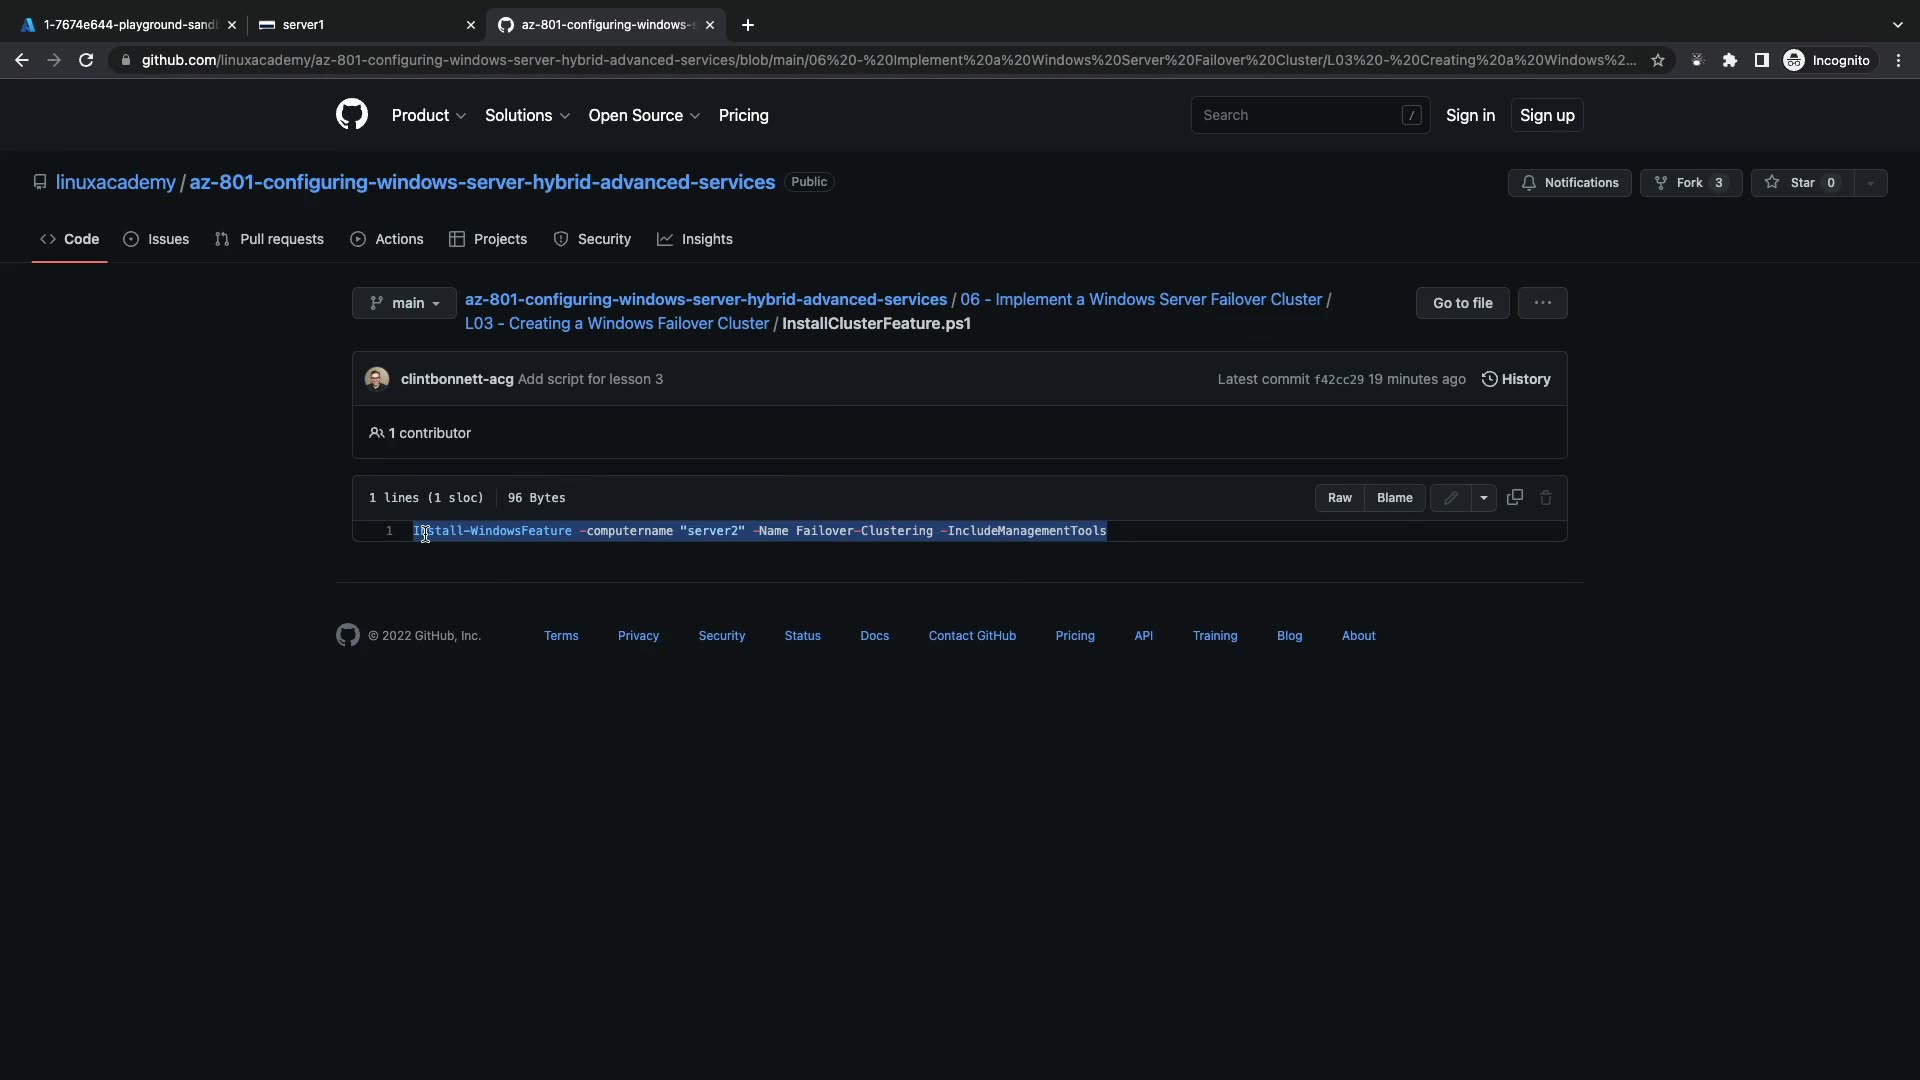 1-7674e644-playground-sand
server1
az-801-configuring-windows-s
github.com/linuxacademy/az-801-configuring-windows-server-hybrid-advanced-services/blob/main/06%20-%20Implement%20a%20Windows%20Server%20Failover%20Cluster/L03%20-%20Creating%20a%20Windows%2...
Incognito
Product
Solutions
Open Source
Pricing
Search /
Sign in
Sign up
linuxacademy / az-801-configuring-windows-server-hybrid-advanced-services Public
Notifications
Fork 3
Star 0
Code
Issues
Pull requests
Actions
Projects
Security
Insights
main
az-801-configuring-windows-server-hybrid-advanced-services / 06 - Implement a Windows Server Failover Cluster /
L03 - Creating a Windows Failover Cluster / InstallClusterFeature.ps1
Go to file
...
clintbonnett-acg Add script for lesson 3
Latest commit f42cc29 19 minutes ago
History
1 contributor
1 lines (1 sloc) 96 Bytes
Raw
Blame
1 Install-WindowsFeature -computername "server2" -Name Failover-Clustering -IncludeManagementTools
© 2022 GitHub, Inc.
Terms
Privacy
Security
Status
Docs
Contact GitHub
Pricing
API
Training
Blog
About